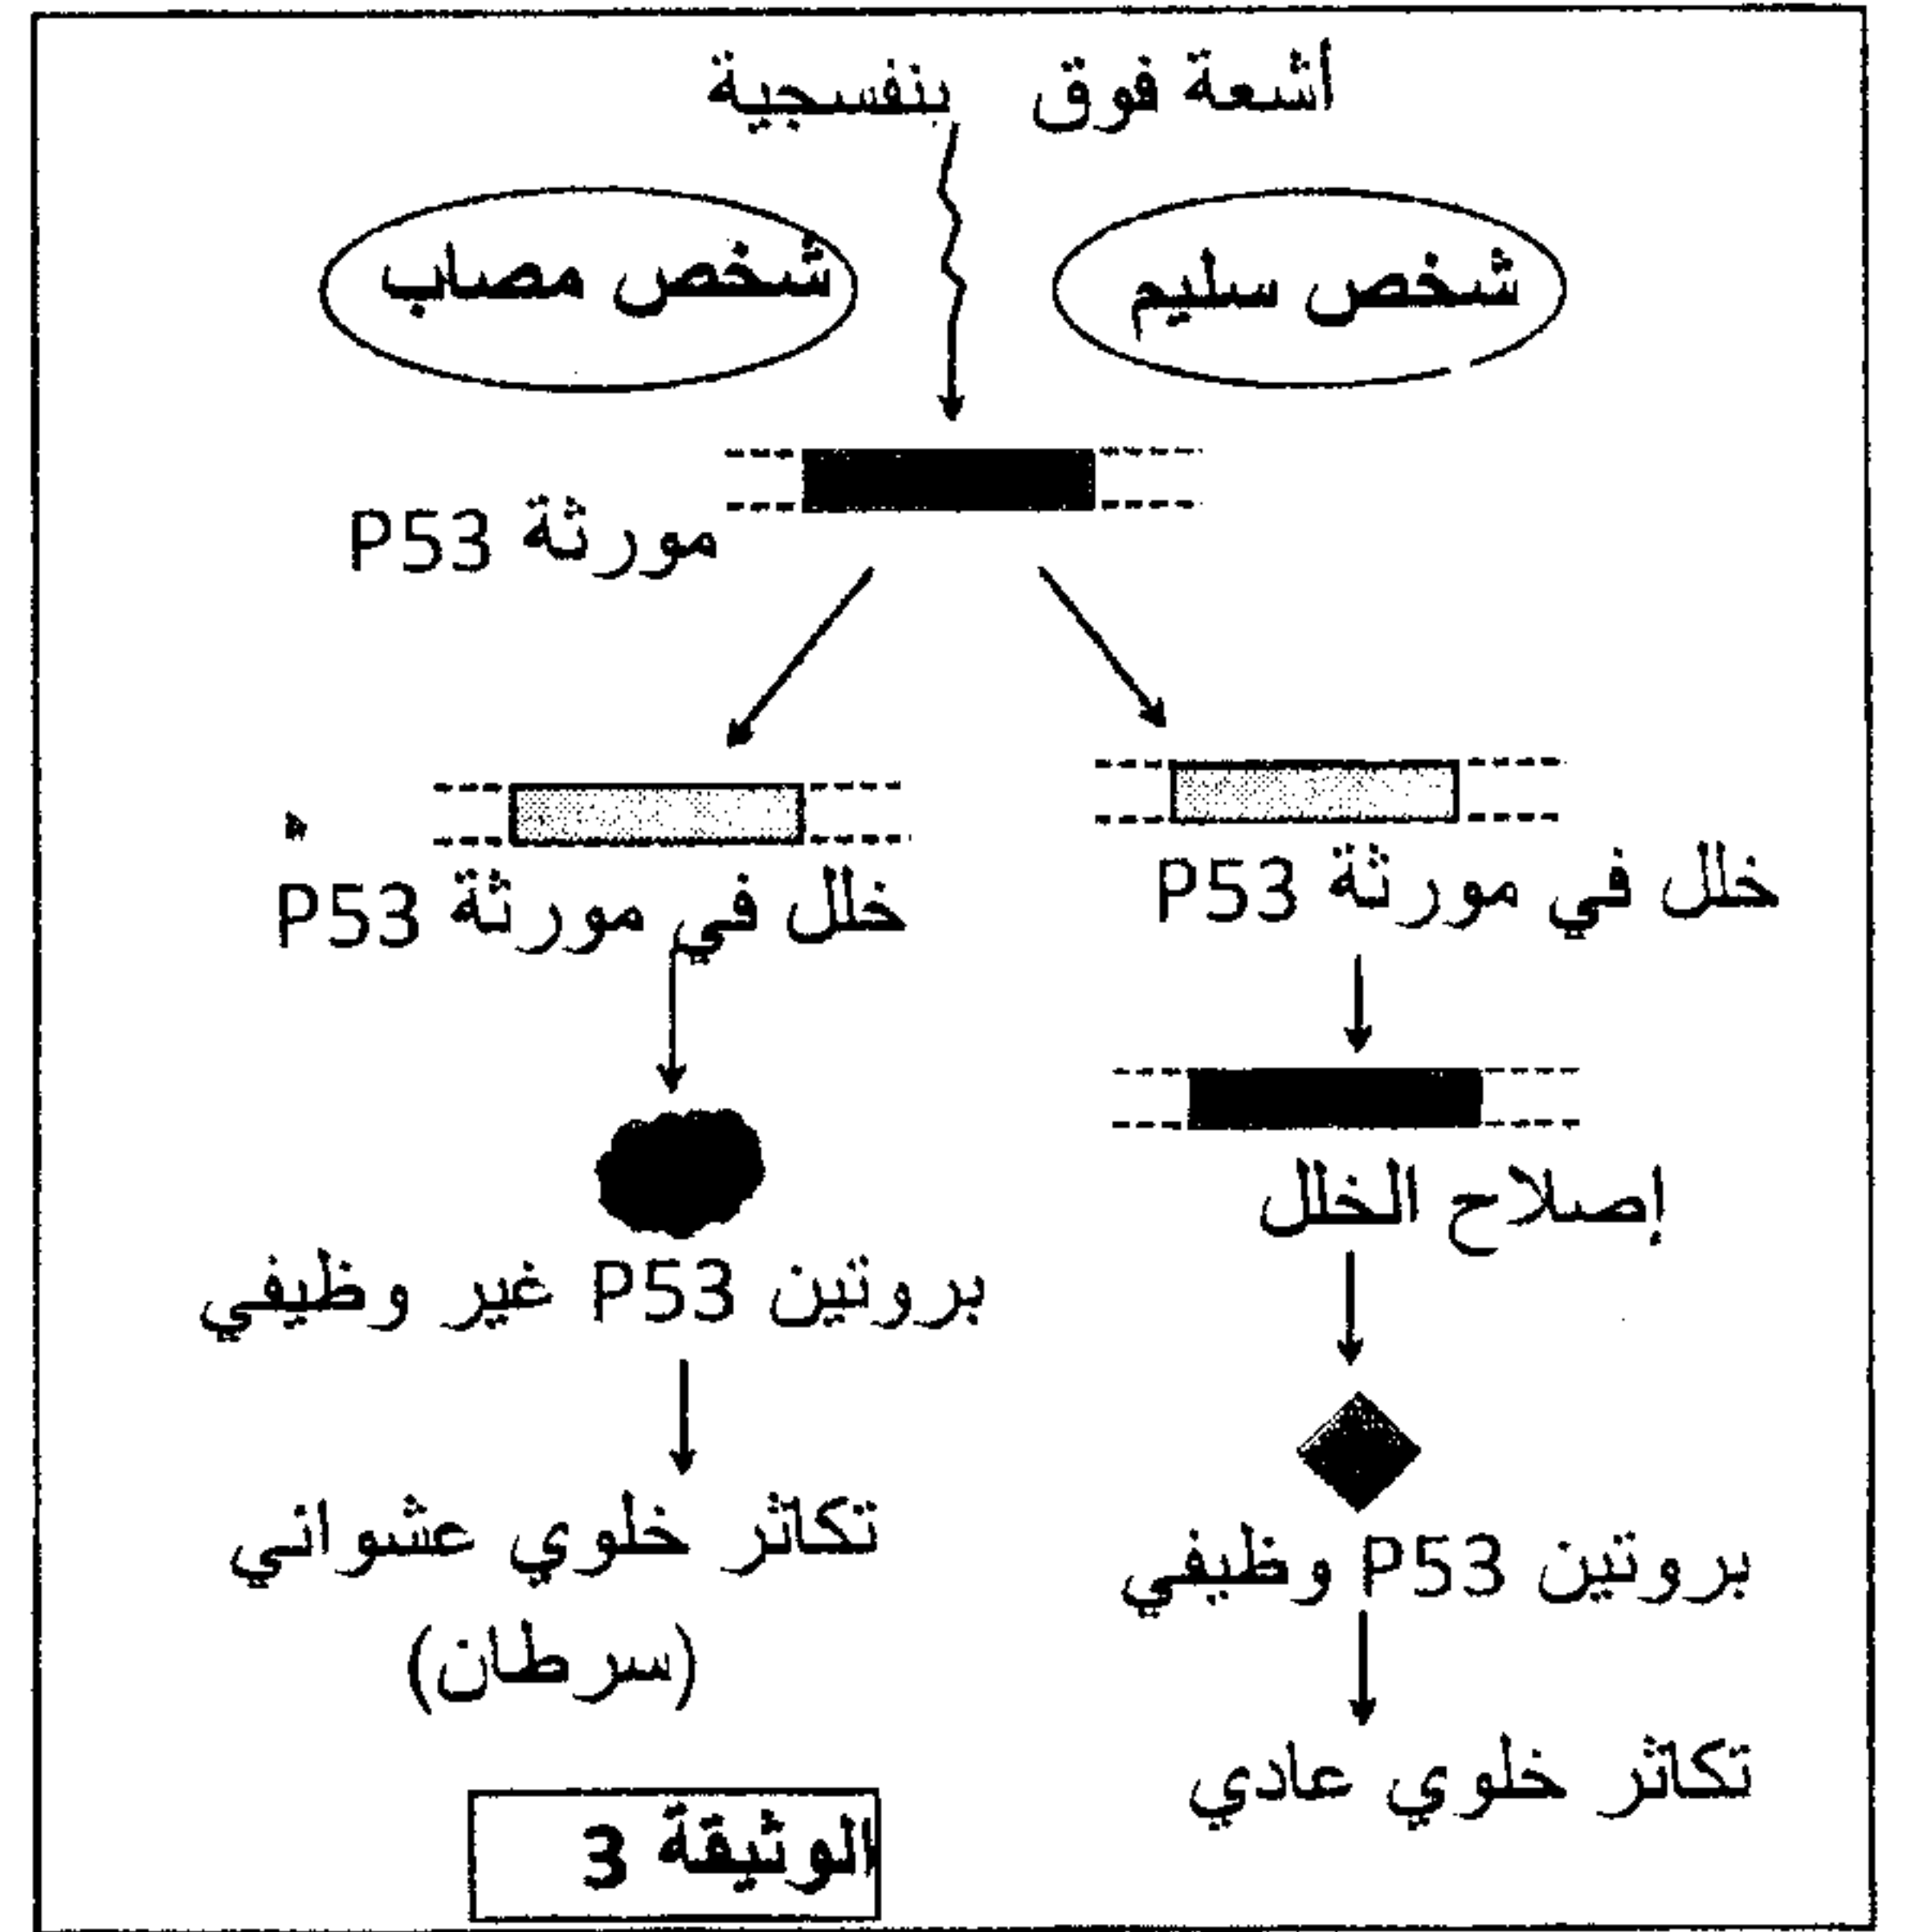 أشعة فوق بنفسجية
شخص سليم
شخص مصاب
مورثة P53
خلل في مورثة P53
خلل في مورثة P53
إصلاح الخلل
بروتين P53 غير وظيفي
بروتين P53 وظيفي
تكاثر خلوي عشوائي
(سرطان)
تكاثر خلوي عادي
الوثيقة 3